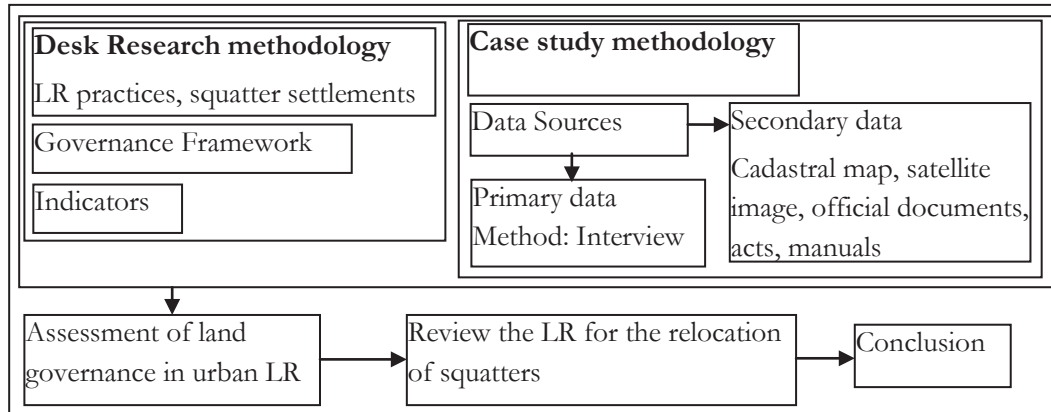 Desk Research methodology
LR practices, squatter settlements
Governance Framework
Indicators
Case study methodology
Data Sources
Primary data
Method: Interview
Secondary data
Cadastral map, satellite
image, official documents,
acts, manuals
Assessment of land
governance in urban LR
Review the LR for the relocation
of squatters
Conclusion